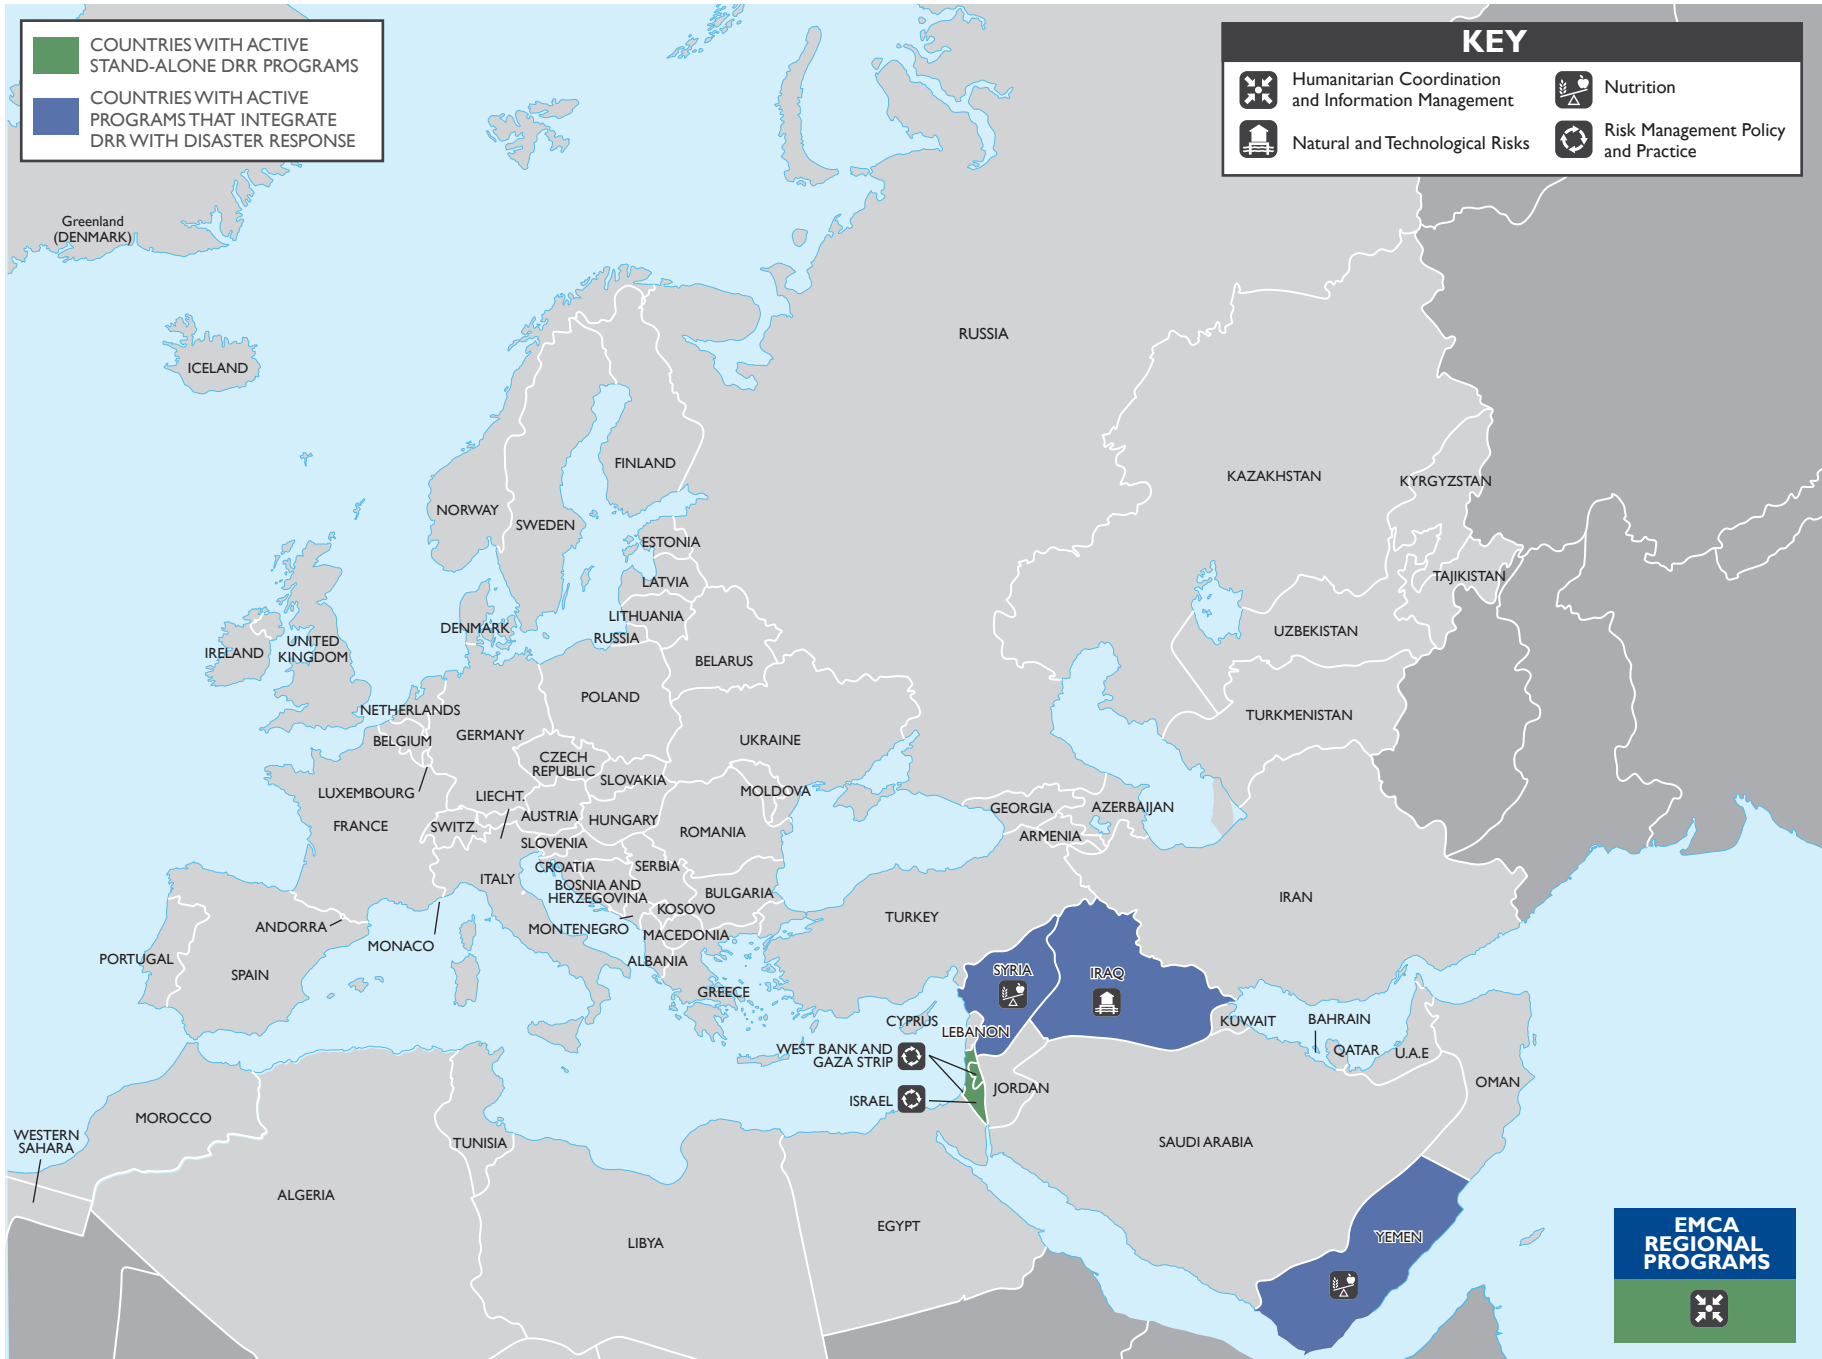 COUNTRIES WITH ACTIVE
STAND-ALONE DRR PROGRAMS
COUNTRIES WITH ACTIVE
PROGRAMS THAT INTEGRATE
DRR WITH DISASTER RESPONSE
KEY
Humanitarian Coordination
and Information Management
Natural and Technological Risks
Nutrition
Risk Management Policy
and Practice
Greenland
(DENMARK)
ICELAND
RUSSIA
FINLAND
NORWAY
SWEDEN
ESTONIA
LATVIA
LITHUANIA
RUSSIA
DENMARK
IRELAND
UNITED
KINGDOM
BELARUS
POLAND
NETHERLANDS
BELGIUM
GERMANY
UKRAINE
CZECH
REPUBLIC
SLOVAKIA
LUXEMBOURG
LIECHT.
MOLDOVA
FRANCE
SWITZ.
AUSTRIA
HUNGARY
ROMANIA
SLOVENIA
CROATIA
SERBIA
ITALY
BOSNIA AND
HERZEGOVINA
BULGARIA
KOSOVO
ANDORRA
MONACO
MONTENEGRO
MACEDONIA
ALBANIA
PORTUGAL
SPAIN
GREECE
KAZAKHSTAN
KYRGYZSTAN
TAJIKISTAN
UZBEKISTAN
TURKMENISTAN
GEORGIA
AZERBAIJAN
ARMENIA
TURKEY
IRAN
SYRIA
IRAQ
CYPRUS
LEBANON
WEST BANK AND
GAZA STRIP
ISRAEL
JORDAN
KUWAIT
BAHRAIN
QATAR
U.A.E
OMAN
SAUDI ARABIA
YEMEN
MOROCCO
WESTERN
SAHARA
TUNISIA
ALGERIA
LIBYA
EGYPT
EMCA
REGIONAL
PROGRAMS